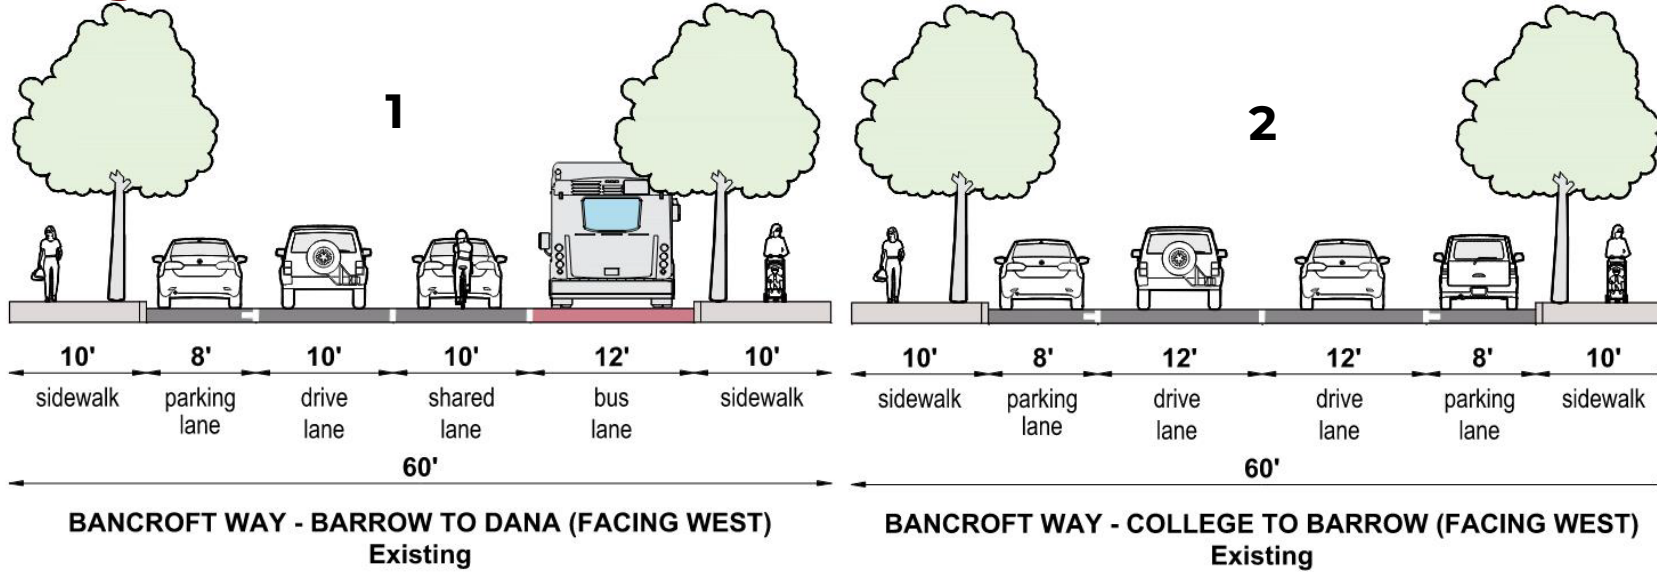 1
10' 8' 10' 10' 12' 10'
sidewalk parking drive shared bus sidewalk
lane lane lane lane
60'
BANCROFT WAY - BARROW TO DANA (FACING WEST)
Existing
2
10' 8' 12' 12' 8' 10'
sidewalk parking drive drive parking sidewalk
lane lane lane lane
60'
BANCROFT WAY - COLLEGE TO BARROW (FACING WEST)
Existing